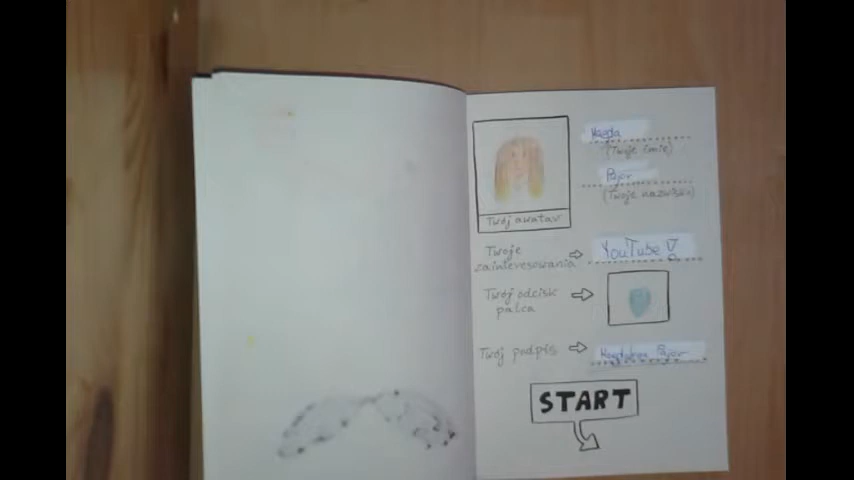 Magda
(Twoje imię)
Pajor
(Twoje nazwisko)
Twój awatar
Twoje
zainteresowania
YouTube
Twój odcisk
palca
Twój podpis
Magdalena Pajor
START